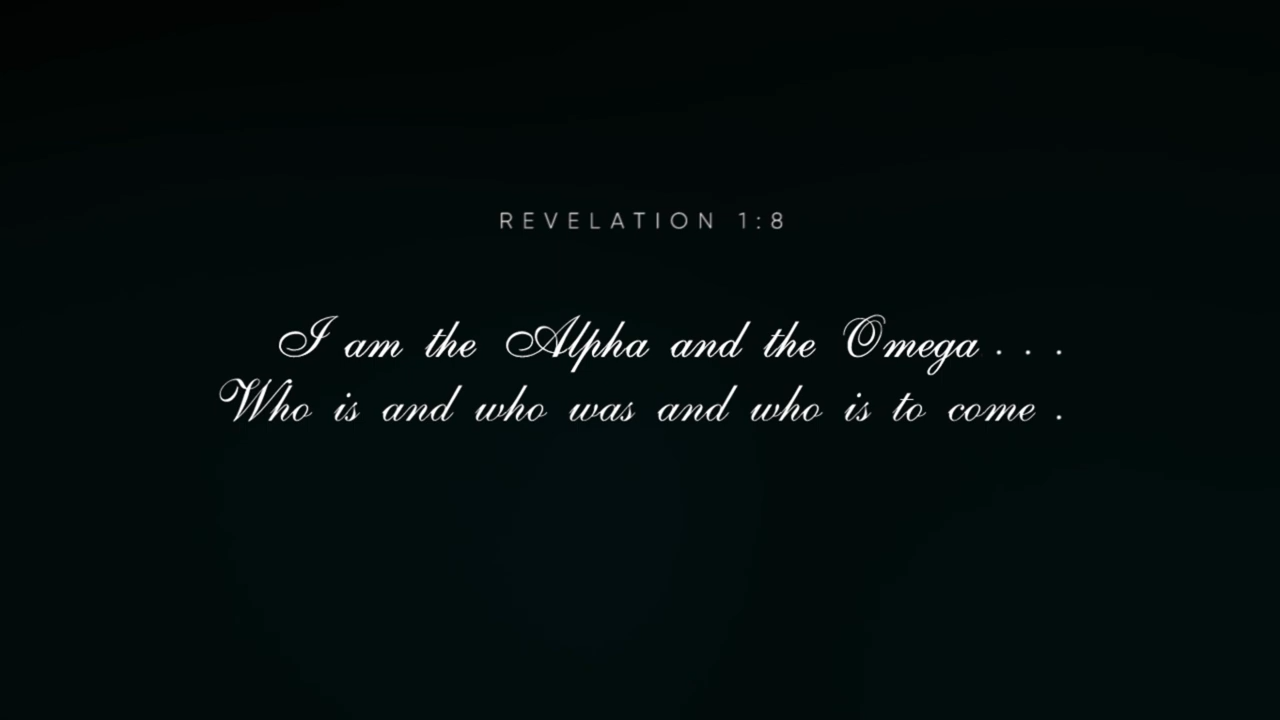 REVELATION 1:8
I am the Alpha and the Omega . . .
Who is and who was and who is to come .